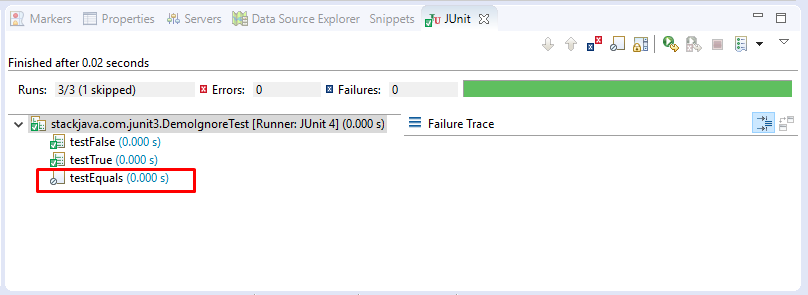 Markers Properties Servers Data Source Explorer Snippets JUnit
Finished after 0.02 seconds
Runs: 3/3 (1 skipped) Errors: 0 Failures: 0
stackjava.com.junit3.DemoIgnoreTest [Runner: JUnit 4] (0.000 s)
Failure Trace
testFalse (0.000 s)
testTrue (0.000 s)
testEquals (0.000 s)